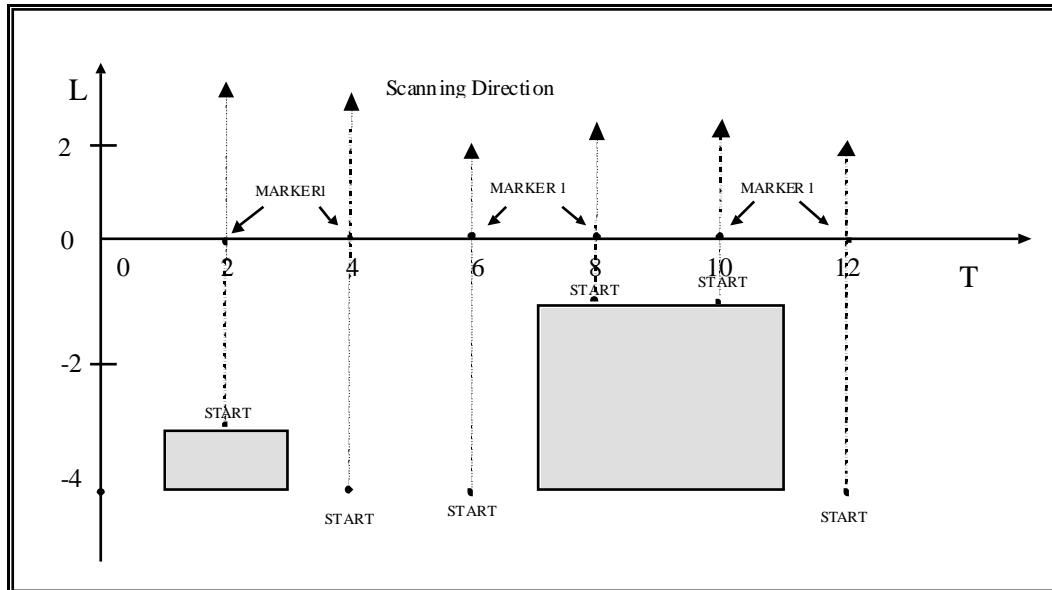 L
Scanning Direction
2
MARKER1
MARKER 1
MARKER 1
0
0
2
4
6
8
10
12
T
START
START
-2
START
-4
START
START
START